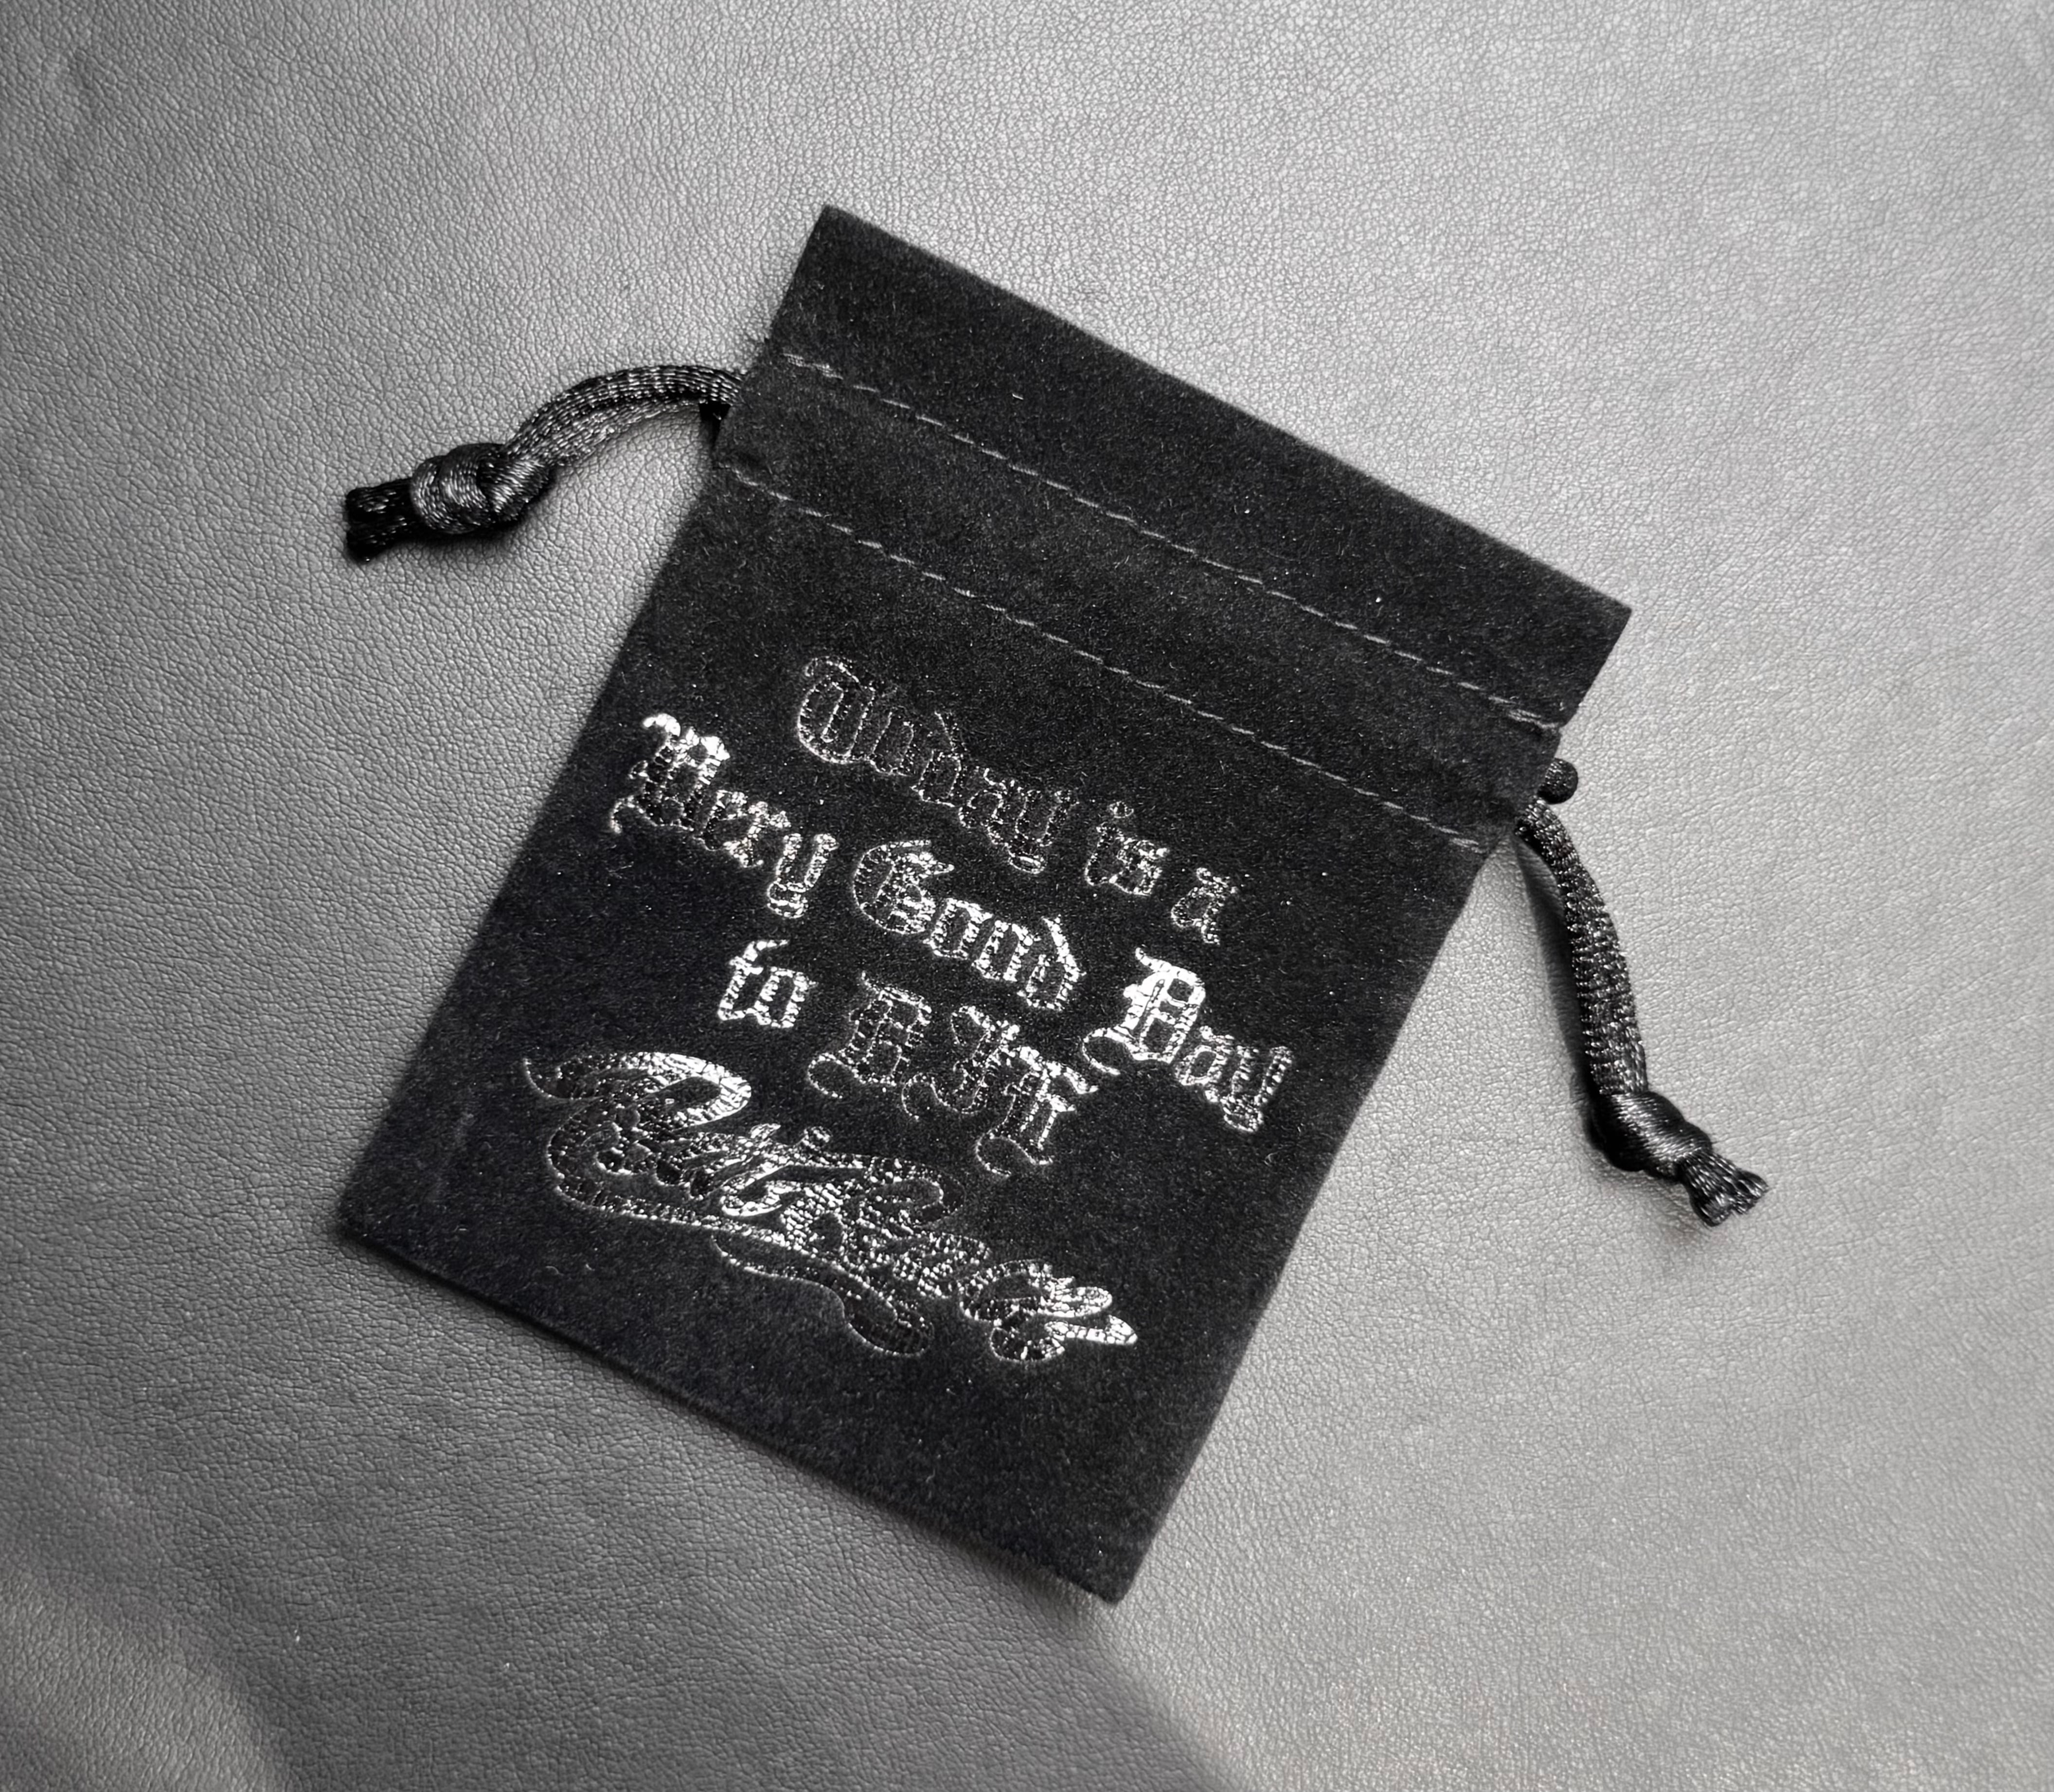 Today is a
Very Good Day
to